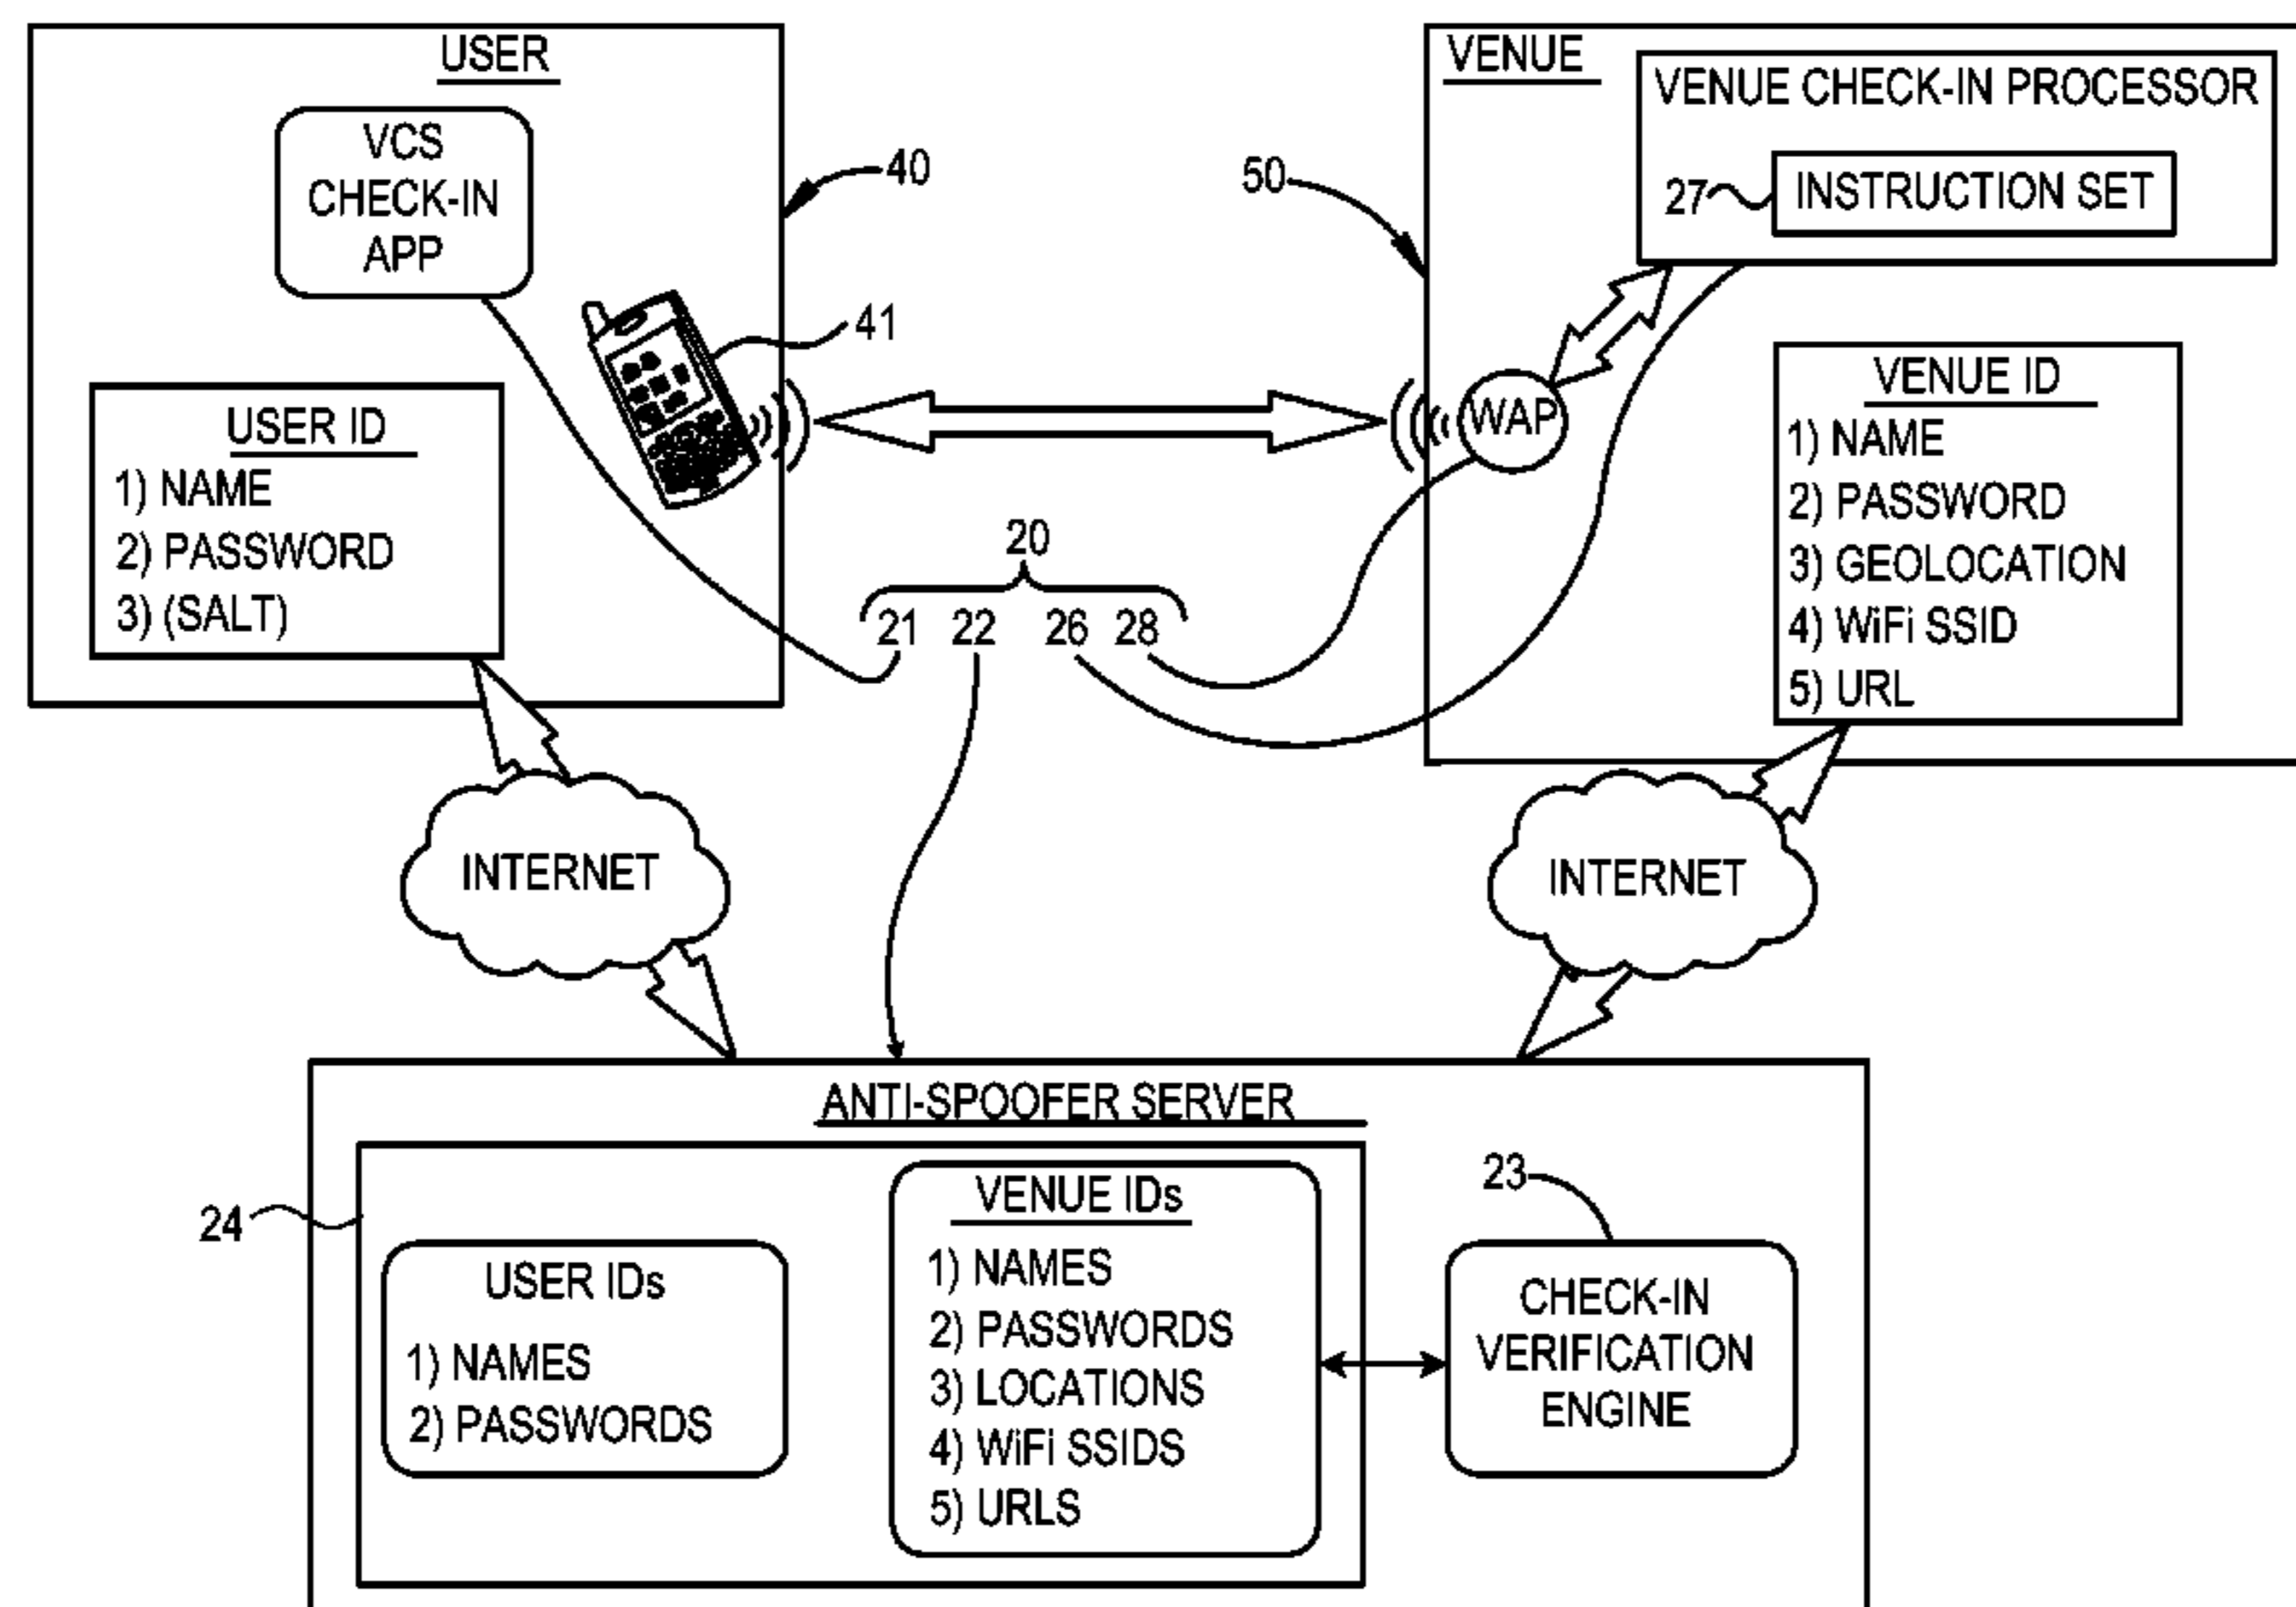 USER
VCS
CHECK-IN
APP
40
41
USER ID
1) NAME
2) PASSWORD
3) (SALT)
50
VENUE
VENUE CHECK-IN PROCESSOR
27
INSTRUCTION SET
WAP
VENUE ID
1) NAME
2) PASSWORD
3) GEOLOCATION
4) WiFi SSID
5) URL
20
21 22 26 28
INTERNET
INTERNET
ANTI-SPOOFER SERVER
24
USER IDs
1) NAMES
2) PASSWORDS
VENUE IDs
1) NAMES
2) PASSWORDS
3) LOCATIONS
4) WiFi SSIDS
5) URLS
23
CHECK-IN
VERIFICATION
ENGINE